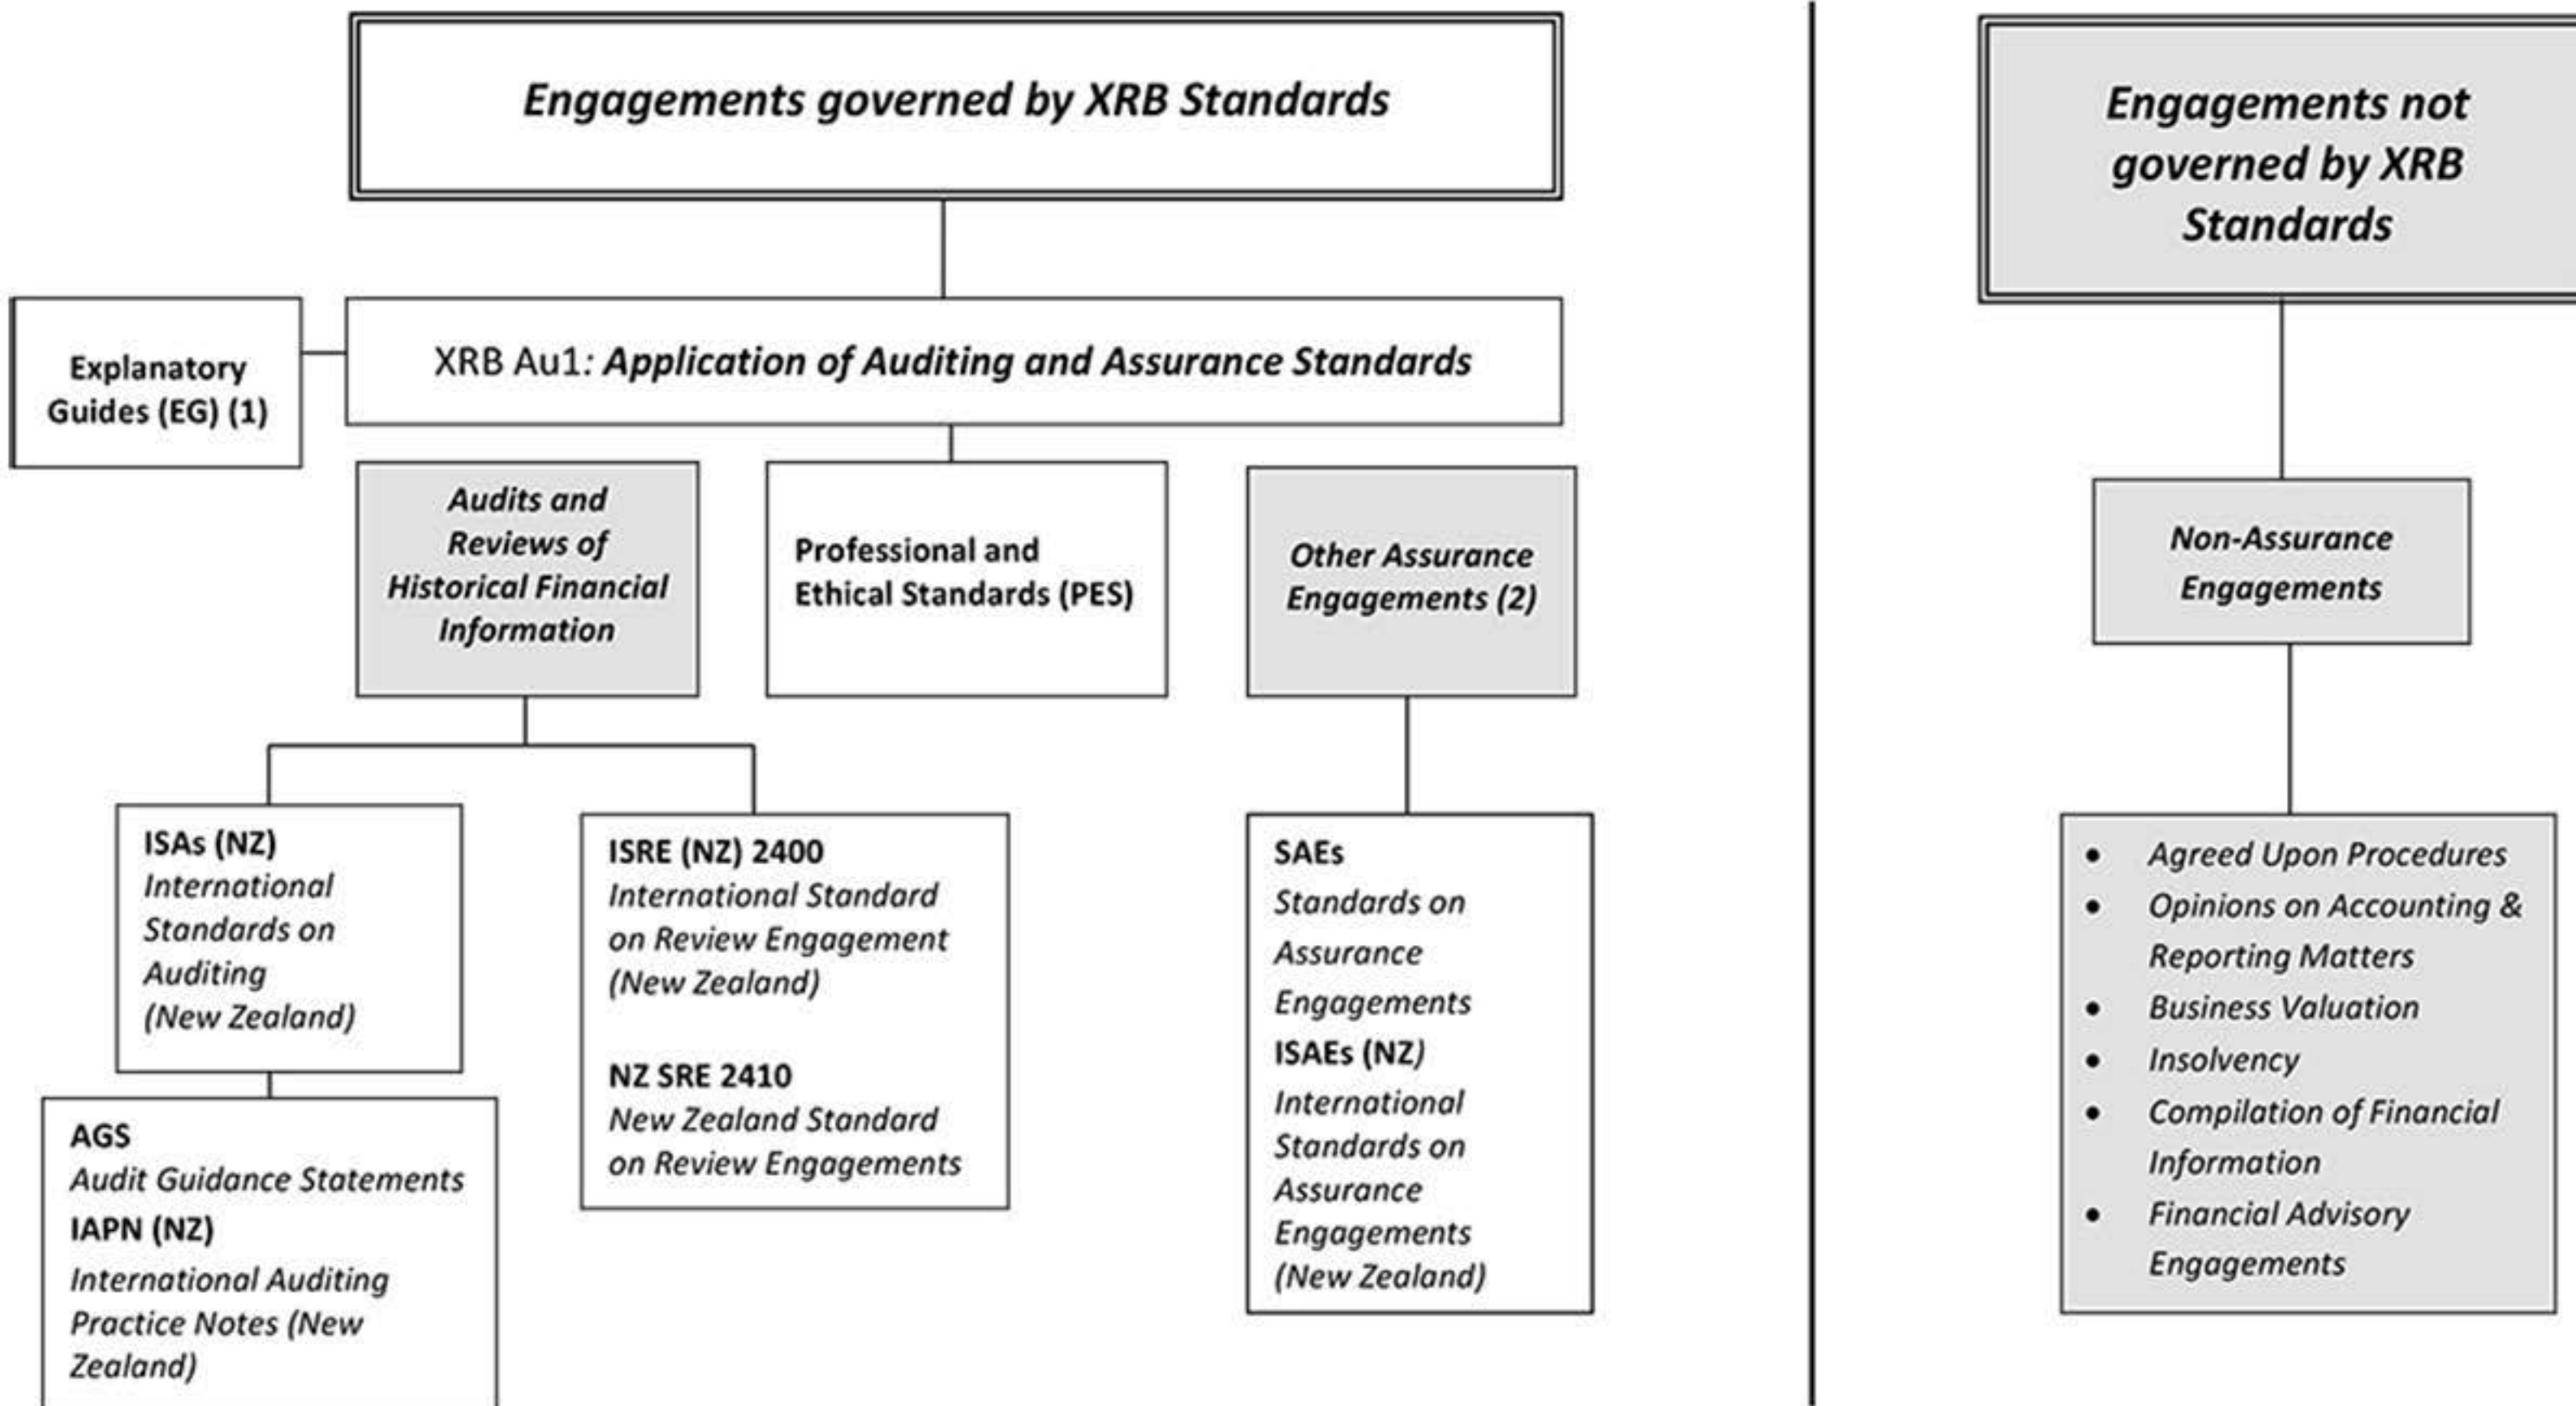 Engagements governed by XRB Standards
Explanatory
Guides (EG) (1)
XRB Au1: Application of Auditing and Assurance Standards
Audits and
Reviews of
Historical Financial
Information
Professional and
Ethical Standards (PES)
Other Assurance
Engagements (2)
ISAs (NZ)
International
Standards on
Auditing
(New Zealand)
AGS
Audit Guidance Statements
IAPN (NZ)
International Auditing
Practice Notes (New
Zealand)
ISRE (NZ) 2400
International Standard
on Review Engagement
(New Zealand)
NZ SRE 2410
New Zealand Standard
on Review Engagements
SAEs
Standards on
Assurance
Engagements
ISAEs (NZ)
International
Standards on
Assurance
Engagements
(New Zealand)
Engagements not
governed by XRB
Standards
Non-Assurance
Engagements
• Agreed Upon Procedures
• Opinions on Accounting &
Reporting Matters
• Business Valuation
• Insolvency
• Compilation of Financial
Information
• Financial Advisory
Engagements